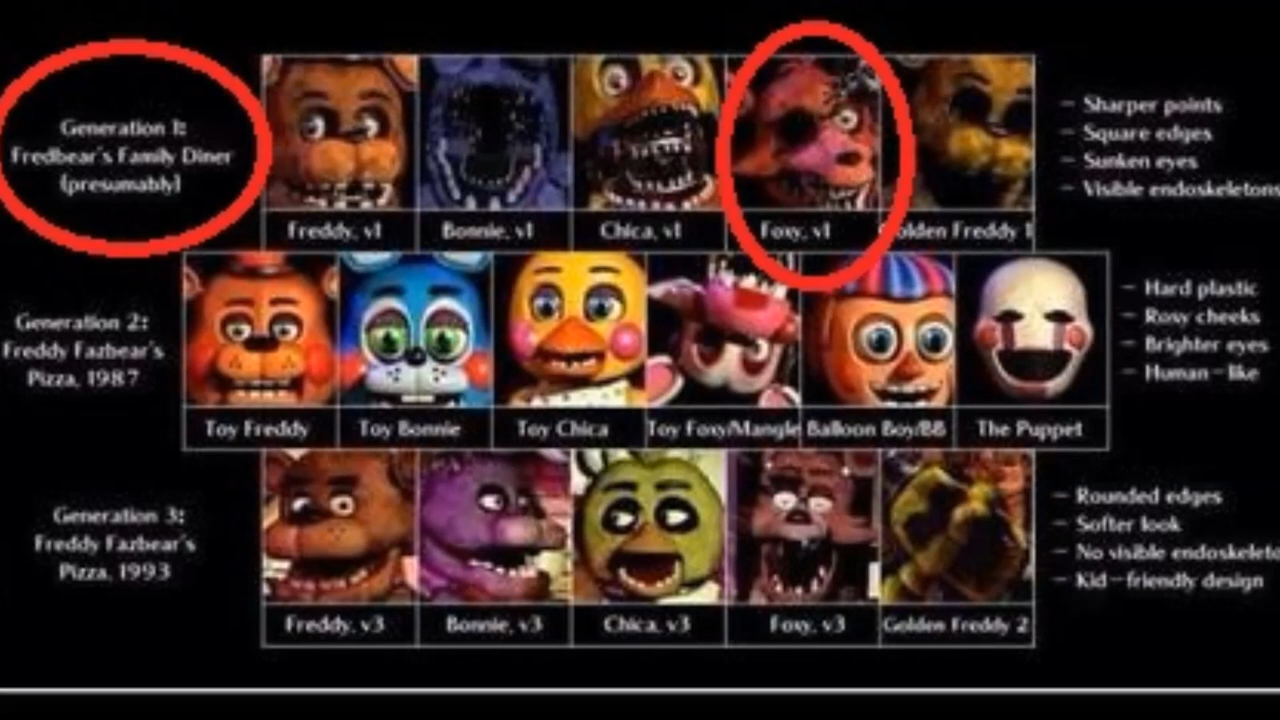 Generation 1:
Fredbear's Family Diner
(presumably)
Freddy, v1
Bonnie, v1
Chica, v1
Foxy, v1
Golden Freddy 1
- Sharper points
- Square edges
- Sunken eyes
- Visible endoskeletons
Generation 2:
Freddy Fazbear's
Pizza, 1987
Toy Freddy
Toy Bonnie
Toy Chica
Toy Foxy/Mangle
Balloon Boy/BB
The Puppet
- Hard plastic
- Rosy cheeks
- Brighter eyes
- Human-like
Generation 3:
Freddy Fazbear's
Pizza, 1993
Freddy, v3
Bonnie, v3
Chica, v3
Foxy, v3
Golden Freddy 2
- Rounded edges
- Softer look
- No visible endoskeleto
- Kid-friendly design